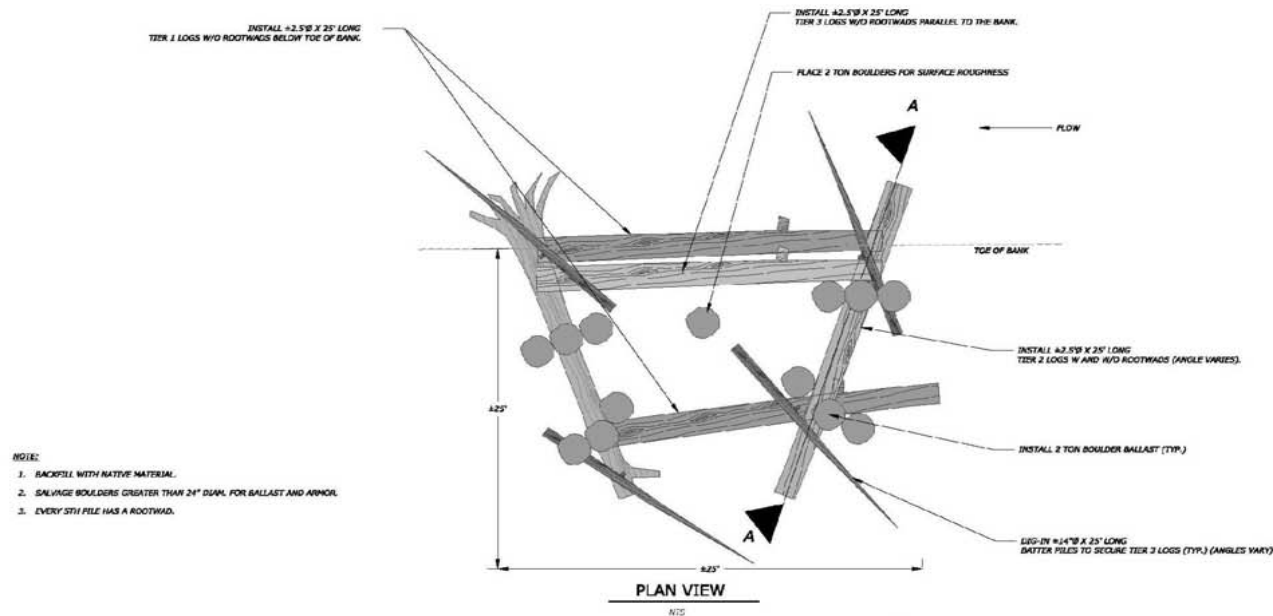 INSTALL ±2.5'Ø X 25' LONG
TIER 1 LOGS W/O ROOTWADS BELOW TOE OF BANK.
INSTALL ±2.5'Ø X 25' LONG
TIER 3 LOGS W/O ROOTWADS PARALLEL TO THE BANK.
PLACE 2 TON BOULDERS FOR SURFACE ROUGHNESS
A
FLOW
TOE OF BANK
INSTALL ±2.5'Ø X 25' LONG
TIER 2 LOGS W AND W/O ROOTWADS (ANGLE VARIES).
±25'
INSTALL 2 TON BOULDER BALLAST (TYP.)
NOTE:
1. BACKFILL WITH NATIVE MATERIAL.
2. SALVAGE BOULDERS GREATER THAN 24" DIAM. FOR BALLAST AND ARMOR.
3. EVERY 5TH PILE HAS A ROOTWAD.
A
DIG-IN ±14"Ø X 25' LONG
BATTER PILES TO SECURE TIER 3 LOGS (TYP.) (ANGLES VARY)
±25'
PLAN VIEW
NTS